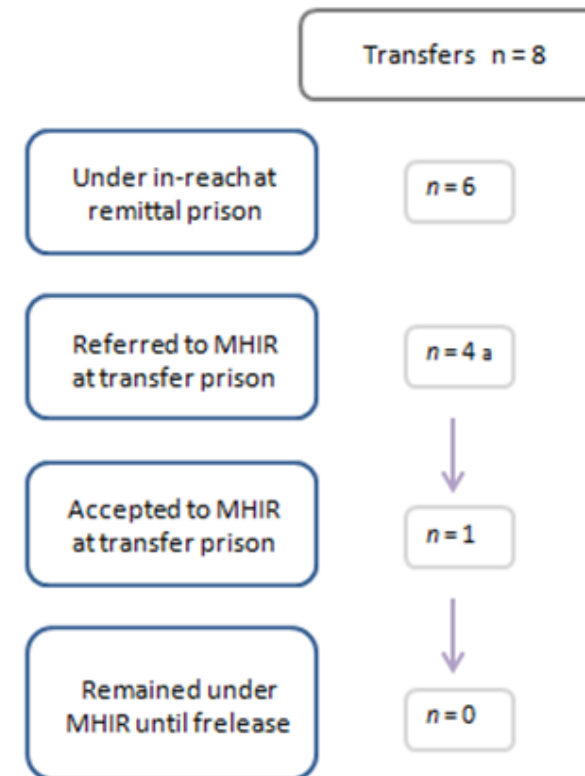 Transfers n = 8
Under in-reach at
remittal prison
n = 6
Referred to MHIR
at transfer prison
n = 4 a
Accepted to MHIR
at transfer prison
n = 1
Remained under
MHIR until frelease
n = 0